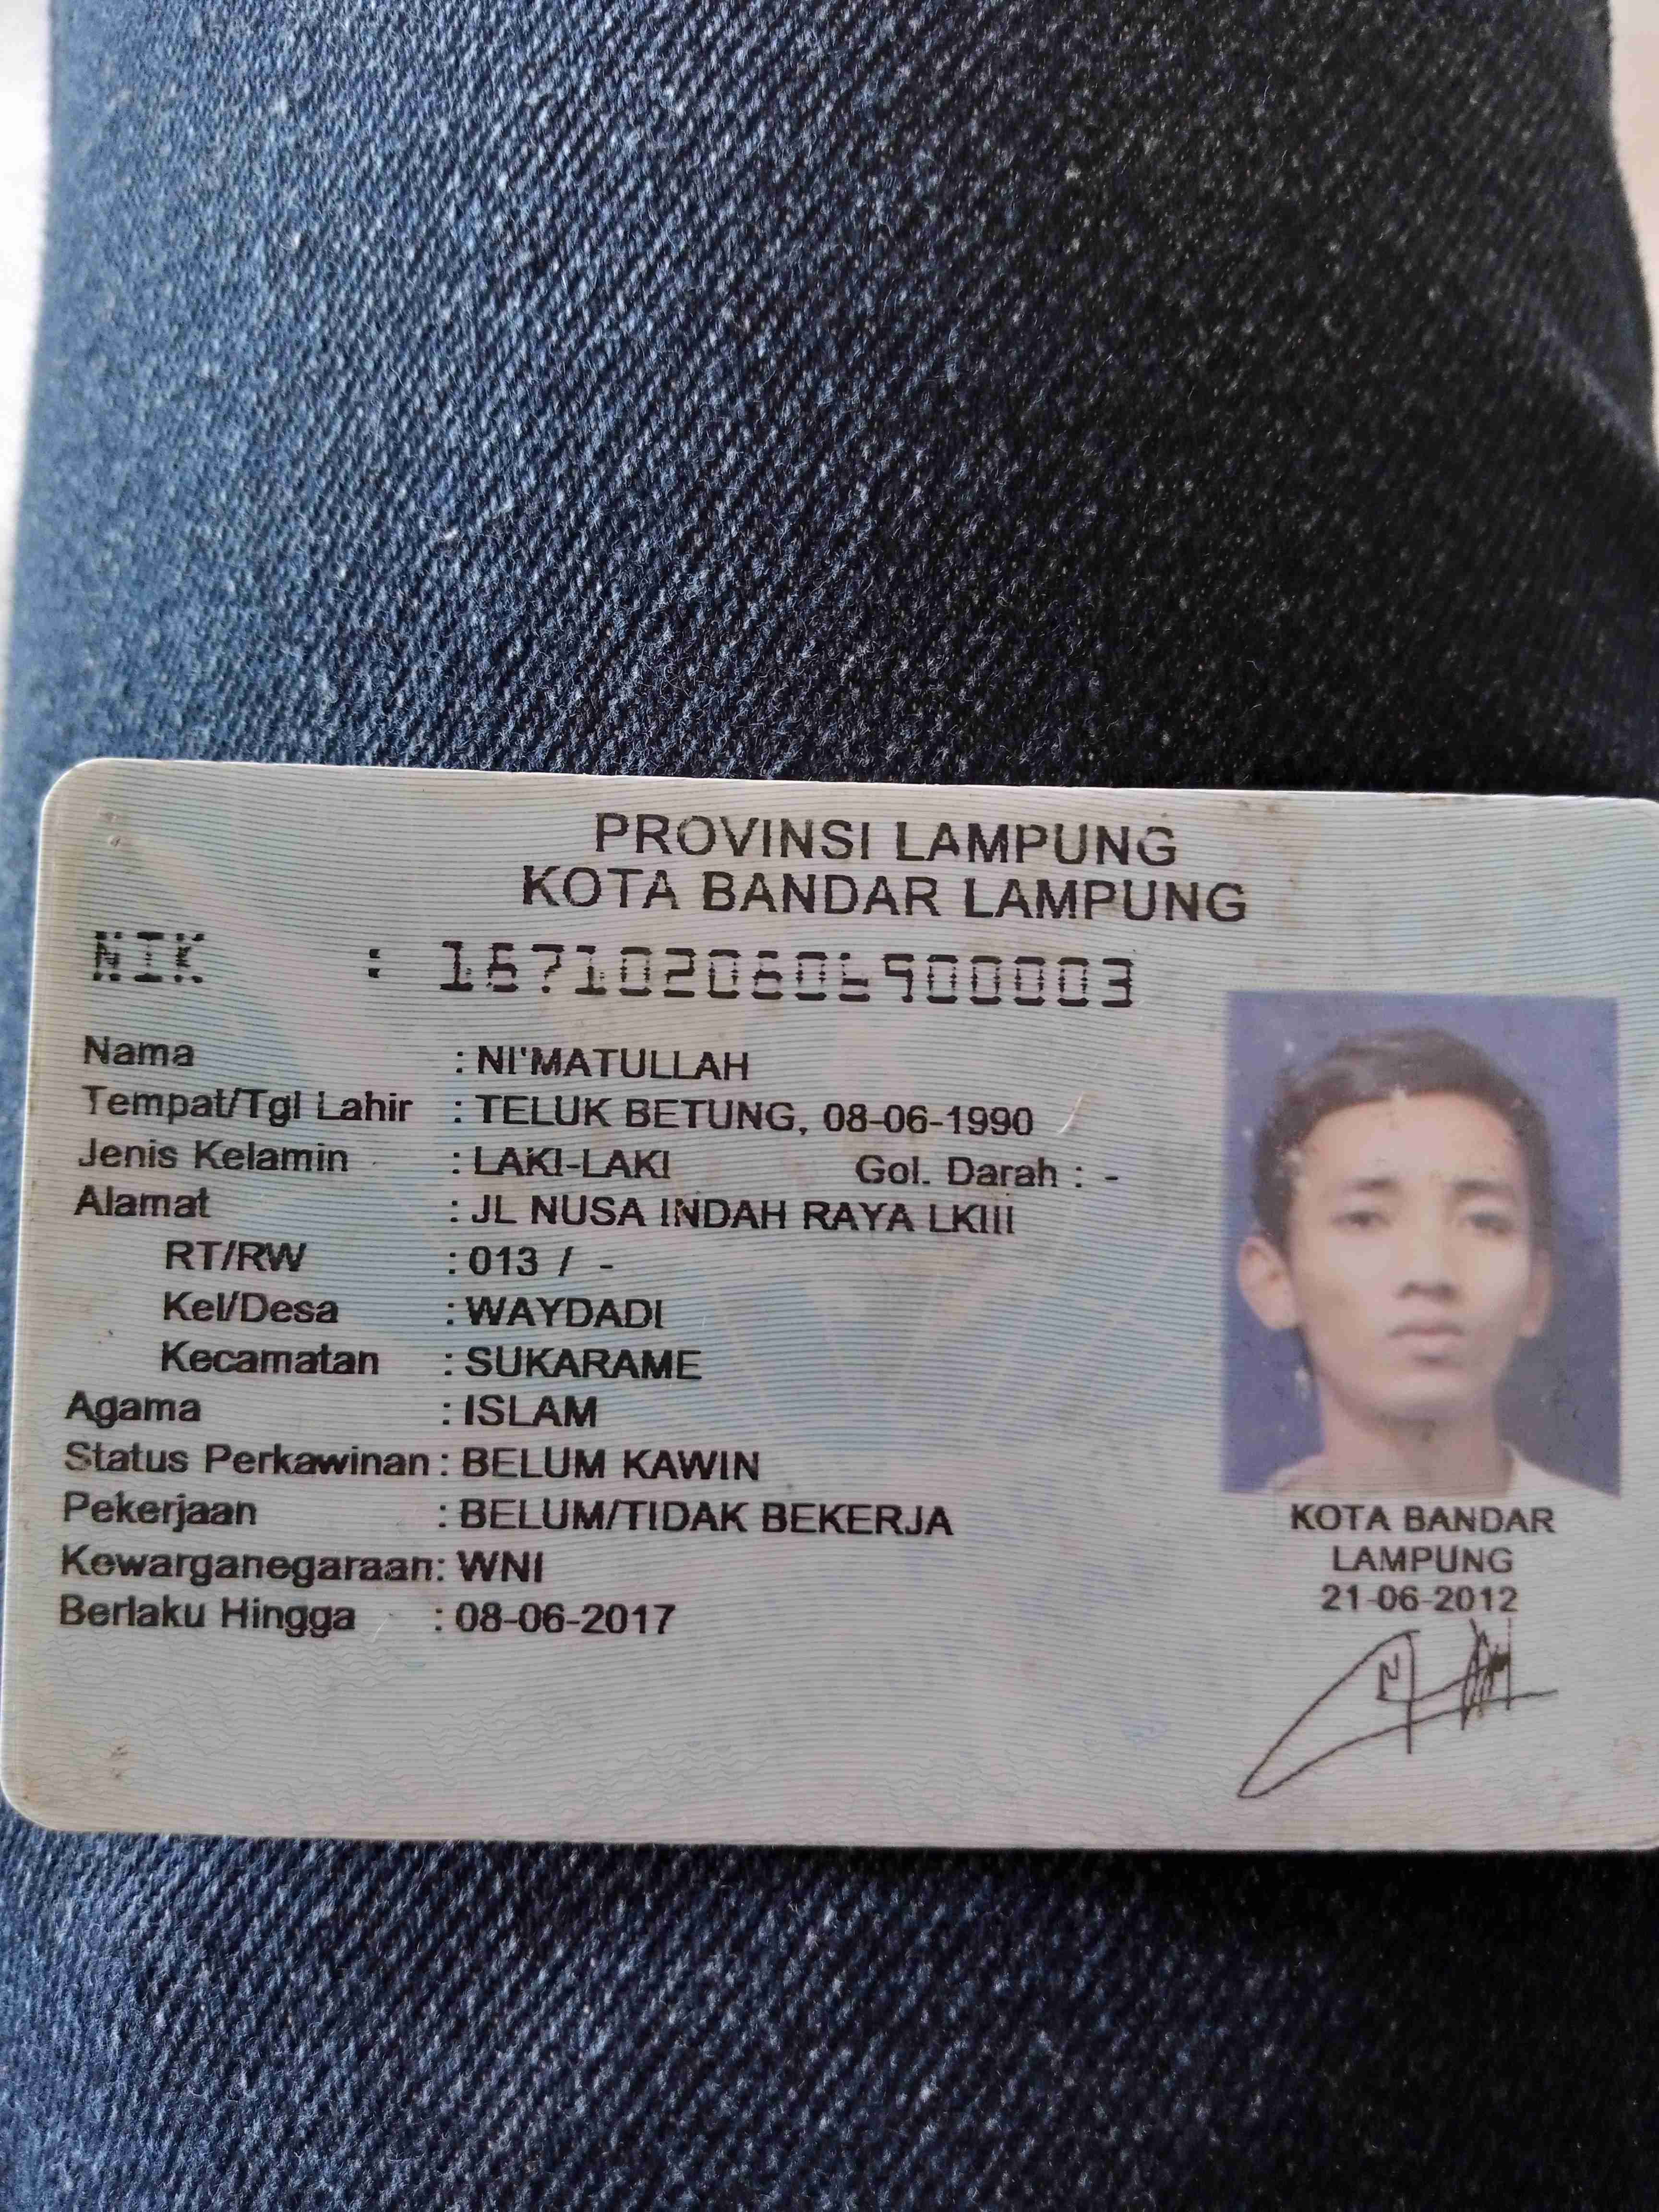 PROVINSI LAMPUNG
KOTA BANDAR LAMPUNG
NIK : 1671020606900003
Nama : NI'MATULLAH
Tempat/Tgl Lahir : TELUK BETUNG, 08-06-1990
Jenis Kelamin : LAKI-LAKI Gol. Darah : -
Alamat : JL NUSA INDAH RAYA LKIII
RT/RW : 013 / -
Kel/Desa : WAYDADI
Kecamatan : SUKARAME
Agama : ISLAM
Status Perkawinan : BELUM KAWIN
Pekerjaan : BELUM/TIDAK BEKERJA
Kewarganegaraan: WNI
Berlaku Hingga : 08-06-2017
KOTA BANDAR
LAMPUNG
21-06-2012